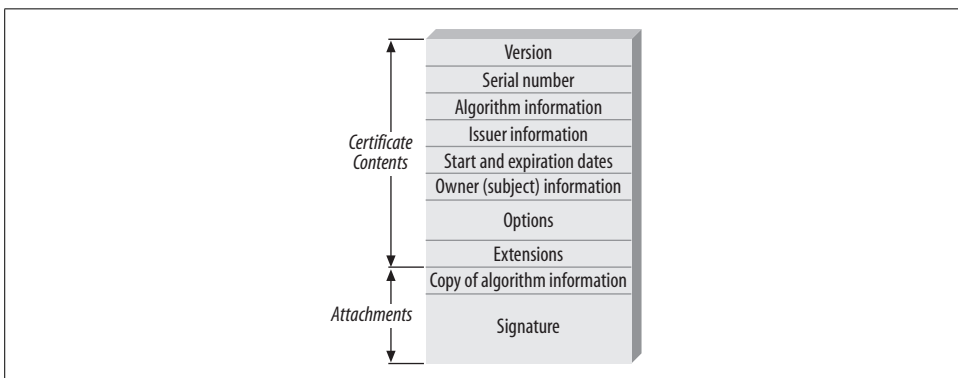 Version
Serial number
Algorithm information
Issuer information
Certificate
Contents
Start and expiration dates
Owner (subject) information
Options
Extensions
Copy of algorithm information
Attachments
Signature